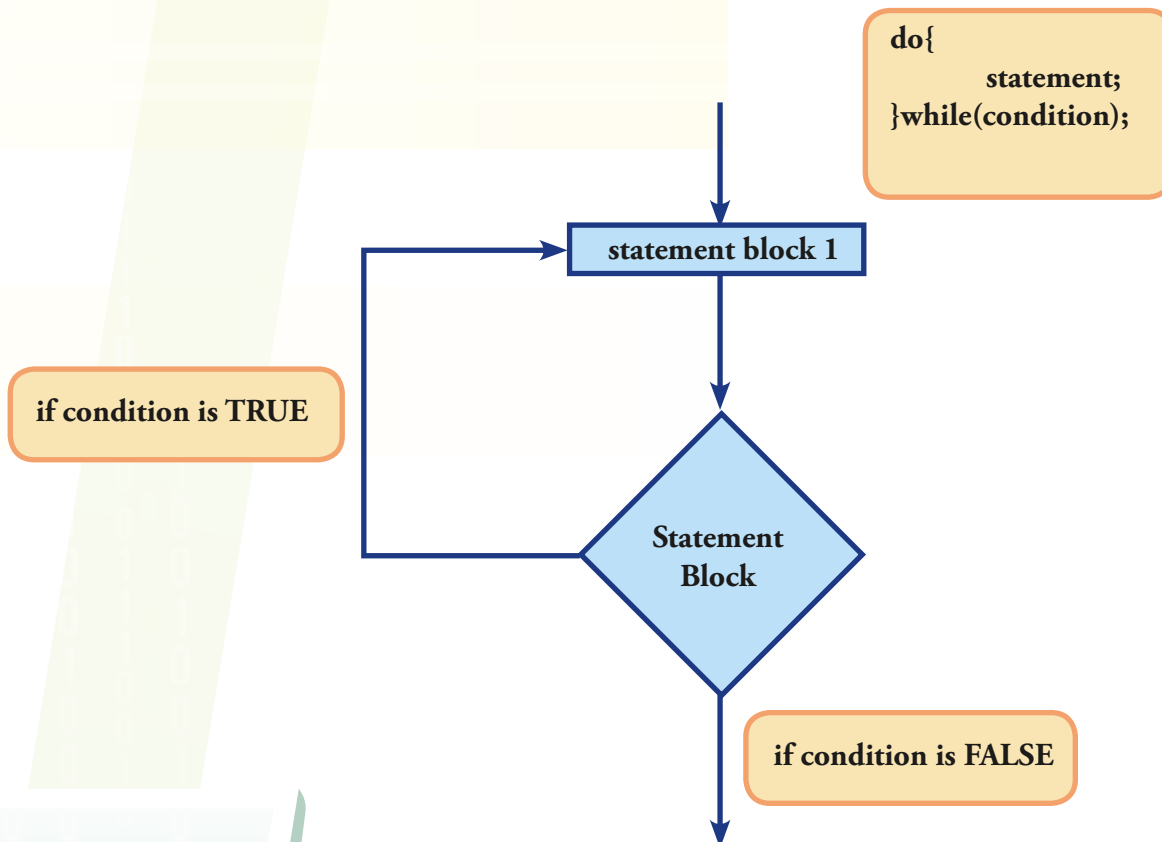 do{
statement;
}while(condition);
statement block 1
if condition is TRUE
Statement
Block
if condition is FALSE